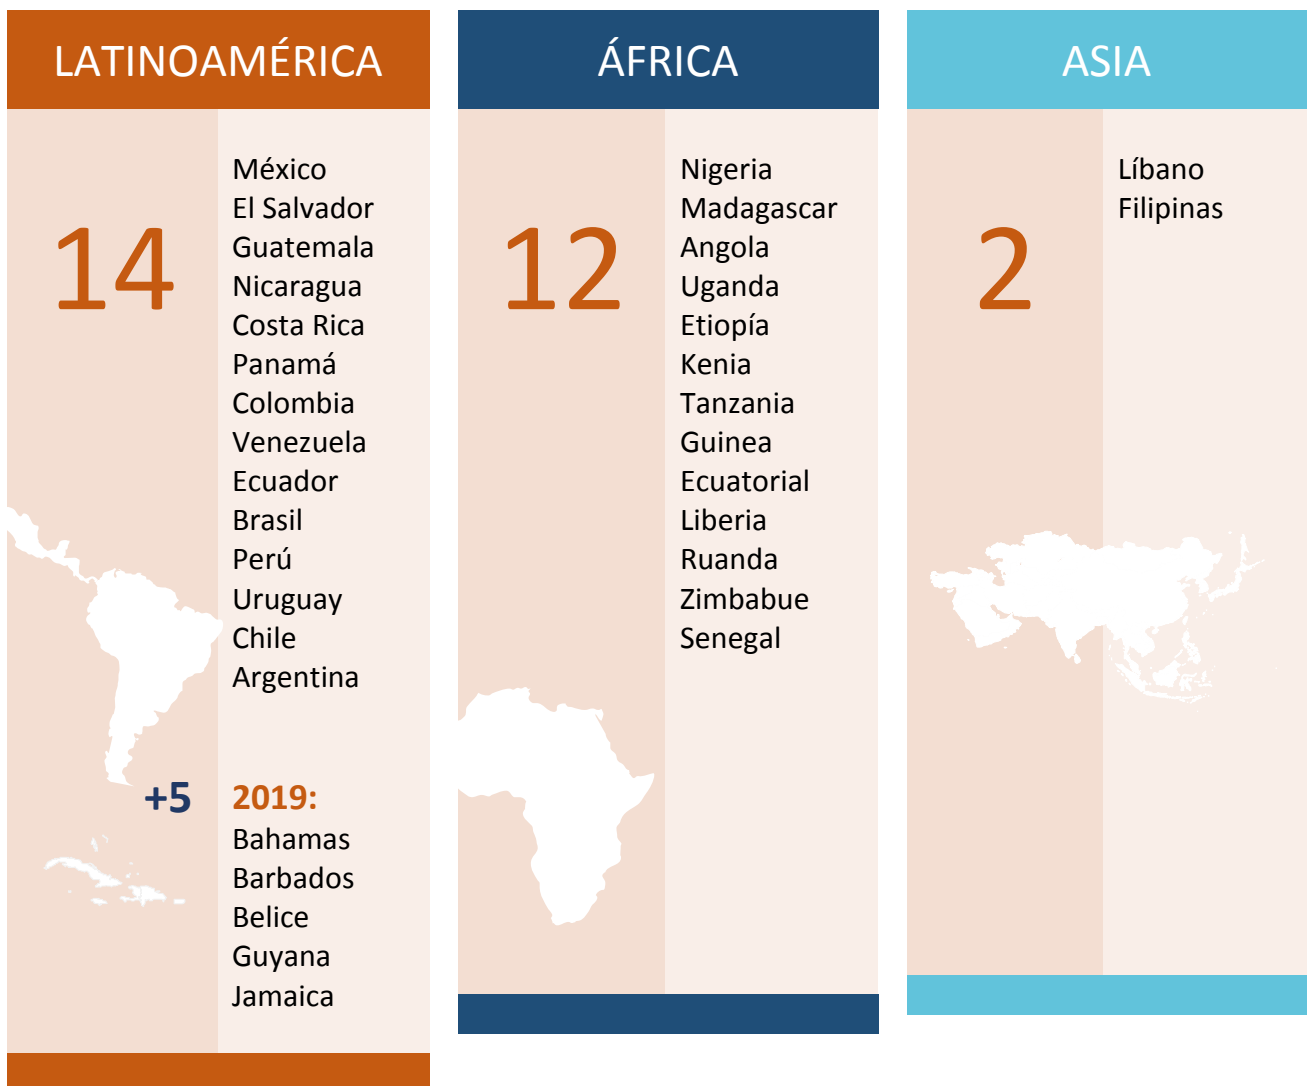 LATINOAMÉRICA
14
México
El Salvador
Guatemala
Nicaragua
Costa Rica
Panamá
Colombia
Venezuela
Ecuador
Brasil
Perú
Uruguay
Chile
Argentina
+5
2019:
Bahamas
Barbados
Belice
Guyana
Jamaica
ÁFRICA
12
Nigeria
Madagascar
Angola
Uganda
Etiopía
Kenia
Tanzania
Guinea
Ecuatorial
Liberia
Ruanda
Zimbabue
Senegal
ASIA
2
Líbano
Filipinas